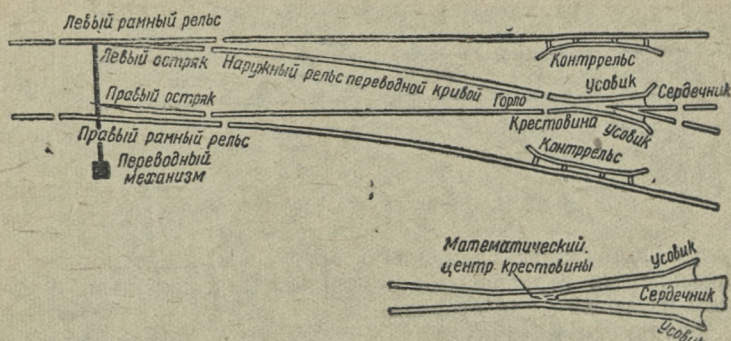 Левый рамный рельс
Левый остряк
Наружный рельс переводной кривой
Контррельс
Усовик
Сердечник
Правый остряк
Горло
Крестовина
Усовик
Правый рамный рельс
Переводный
механизм
Контррельс
Математический
центр крестовины
Усовик
Сердечник
Усовик